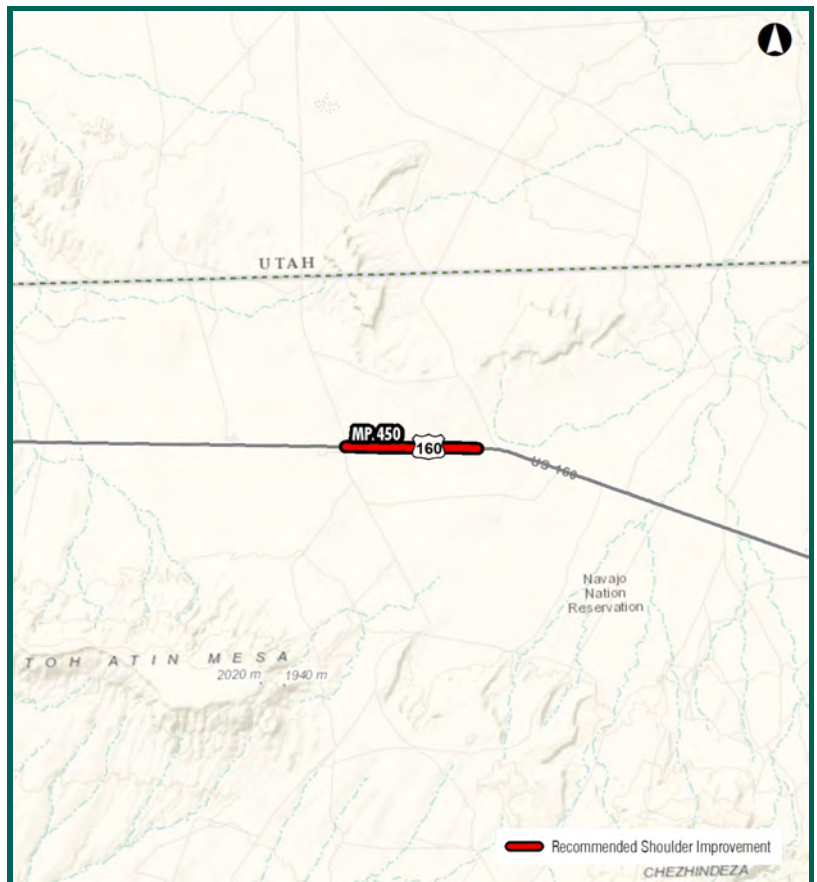 UTAH
MP. 450
160
US 160
Navajo
Nation
Reservation
TOH ATIN MESA
2020 m 1940 m
Recommended Shoulder Improvement
CHEZHINDEZA